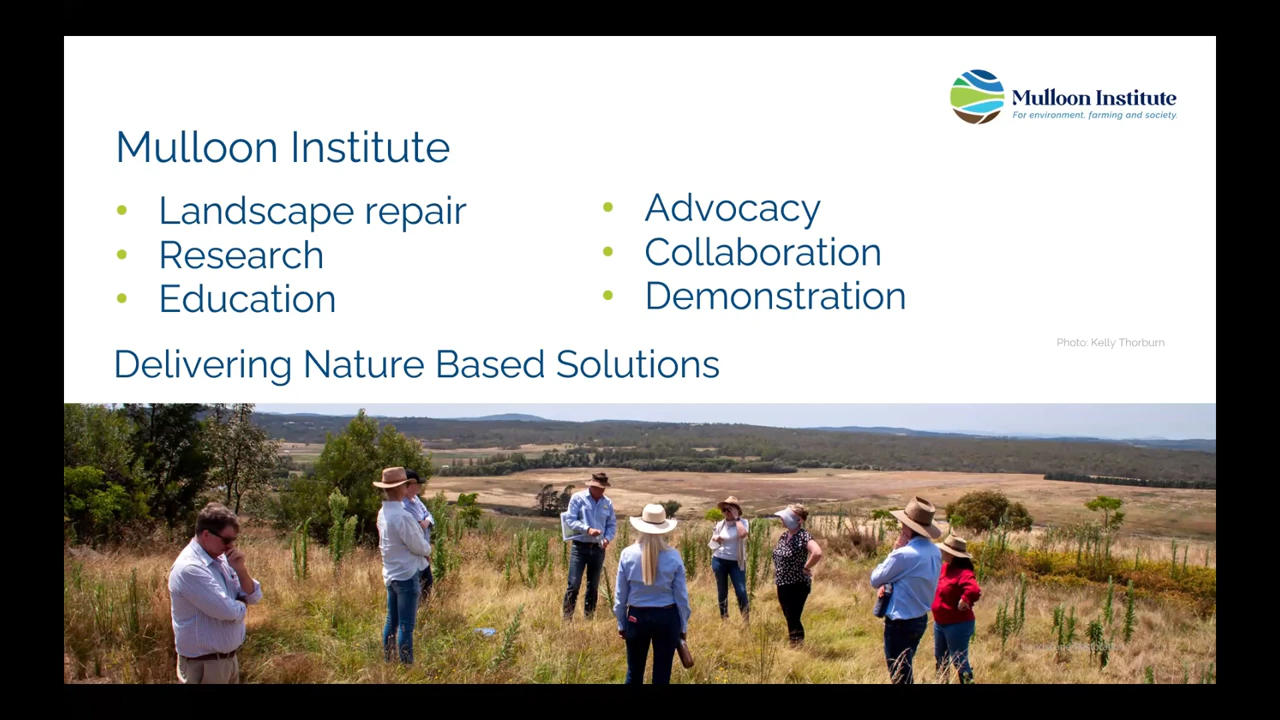 Mulloon Institute
For environment, farming and society.
Mulloon Institute
• Landscape repair
• Research
• Education
• Advocacy
• Collaboration
• Demonstration
Photo: Kelly Thorburn
Delivering Nature Based Solutions